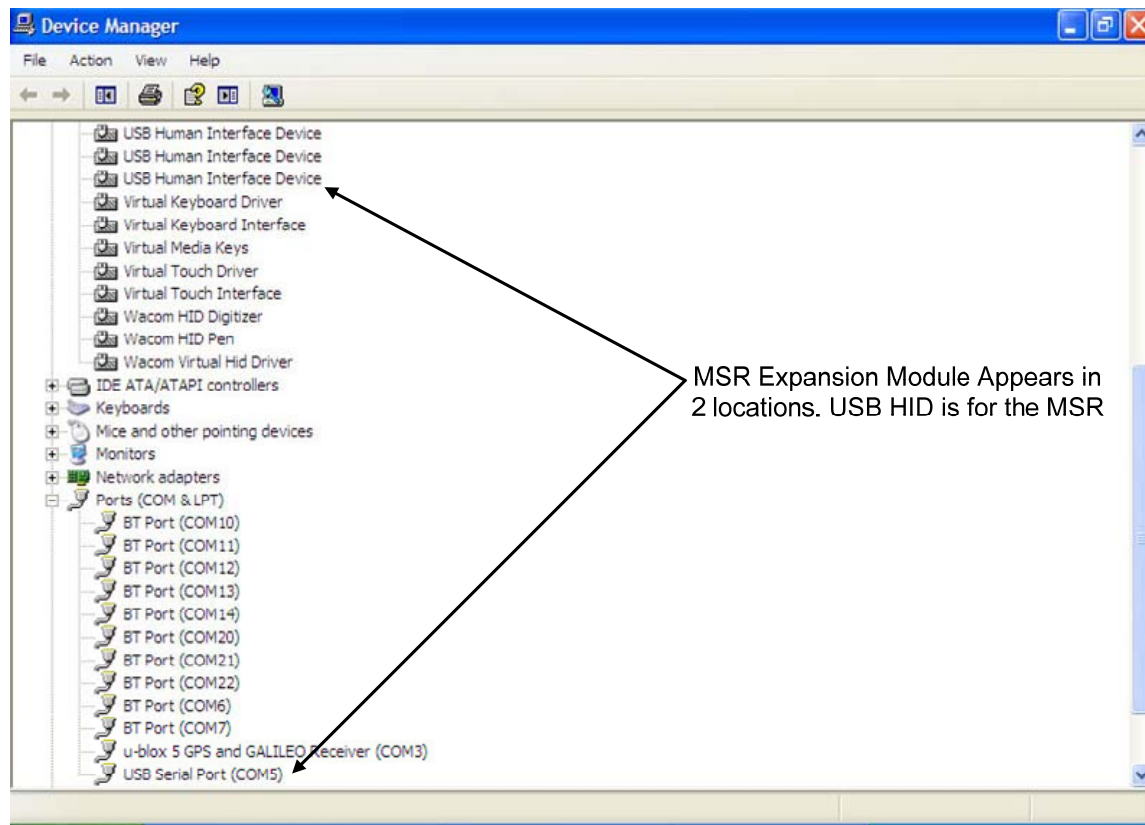 Device Manager
File Action View Help
USB Human Interface Device
USB Human Interface Device
USB Human Interface Device
Virtual Keyboard Driver
Virtual Keyboard Interface
Virtual Media Keys
Virtual Touch Driver
Virtual Touch Interface
Wacom HID Digitizer
Wacom HID Pen
Wacom Virtual Hid Driver
IDE ATA/ATAPI controllers
Keyboards
Mice and other pointing devices
Monitors
Network adapters
Ports (COM & LPT)
BT Port (COM10)
BT Port (COM11)
BT Port (COM12)
BT Port (COM13)
BT Port (COM14)
BT Port (COM20)
BT Port (COM21)
BT Port (COM22)
BT Port (COM6)
BT Port (COM7)
u-blox 5 GPS and GALILEO Receiver (COM3)
USB Serial Port (COM5)
MSR Expansion Module Appears in
2 locations. USB HID is for the MSR